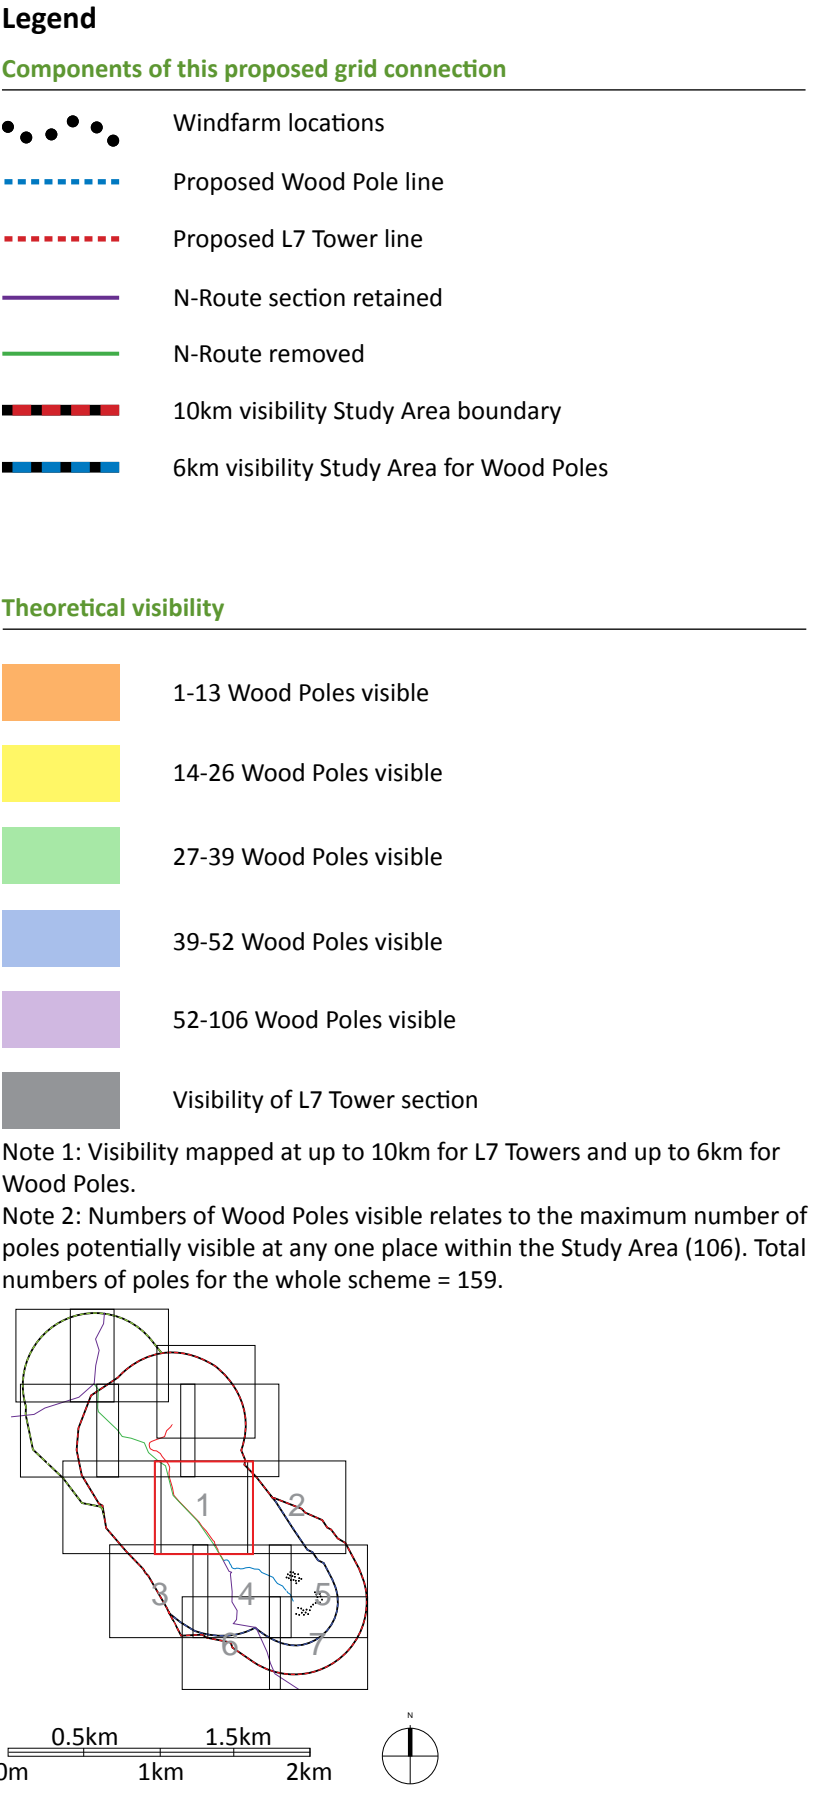 Legend
Components of this proposed grid connection
Windfarm locations
Proposed Wood Pole line
Proposed L7 Tower line
N-Route section retained
N-Route removed
10km visibility Study Area boundary
6km visibility Study Area for Wood Poles
Theoretical visibility
1-13 Wood Poles visible
14-26 Wood Poles visible
27-39 Wood Poles visible
39-52 Wood Poles visible
52-106 Wood Poles visible
Visibility of L7 Tower section
Note 1: Visibility mapped at up to 10km for L7 Towers and up to 6km for
Wood Poles.
Note 2: Numbers of Wood Poles visible relates to the maximum number of
poles potentially visible at any one place within the Study Area (106). Total
numbers of poles for the whole scheme = 159.
1
2
3
4
5
6
7
N
0.5km 1.5km
0m 1km 2km